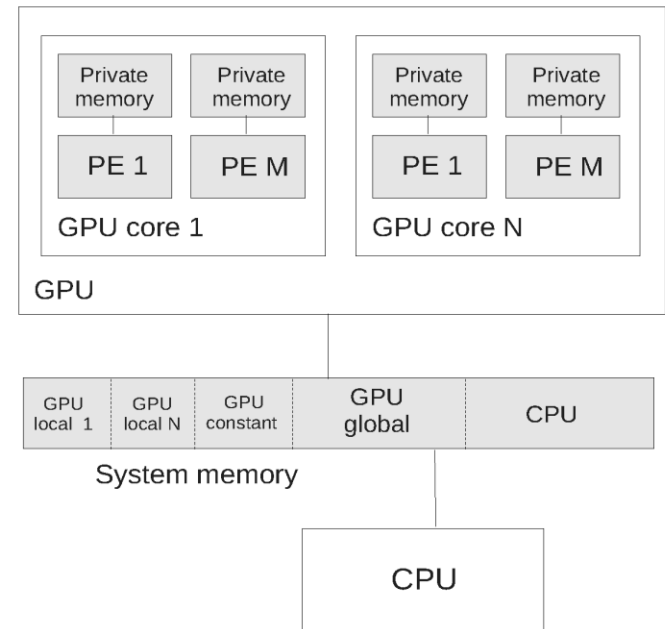 Private
memory
Private
memory
PE 1
PE M
GPU core 1
Private
memory
Private
memory
PE 1
PE M
GPU core N
GPU
GPU
local 1
GPU
local N
GPU
constant
GPU
global
CPU
System memory
CPU